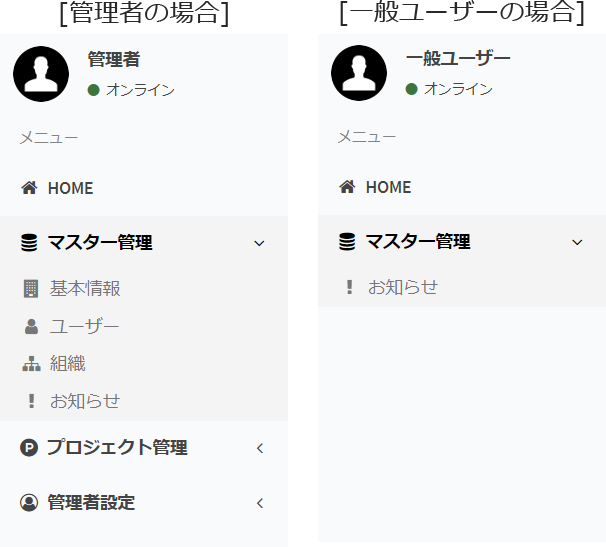 [管理者の場合]
管理者
オンライン
メニュー
HOME
マスター管理
基本情報
ユーザー
組織
お知らせ
プロジェクト管理
管理者設定
[一般ユーザーの場合]
一般ユーザー
オンライン
メニュー
HOME
マスター管理
お知らせ